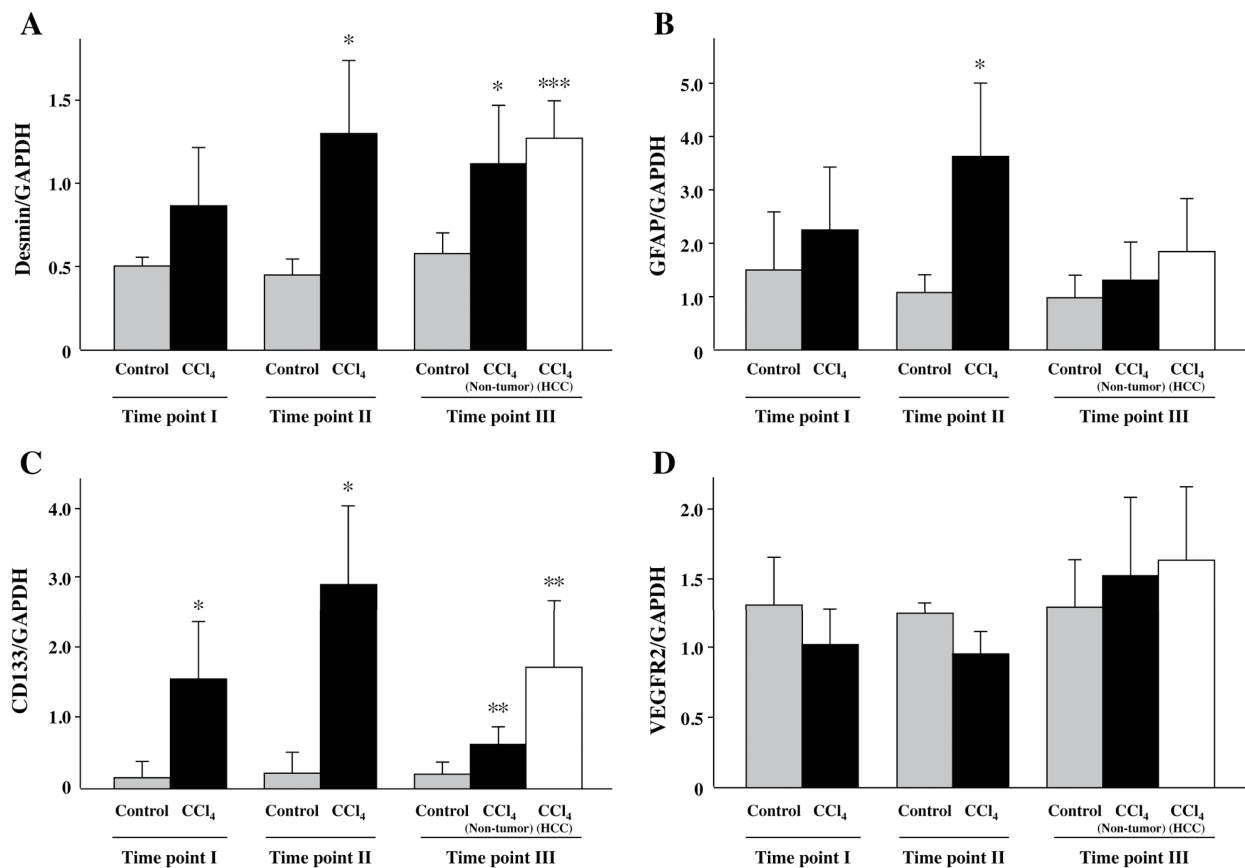 A
Desmin/GAPDH
1.5
1.0
0.5
0
*
*
***
Control CCl₄ Control CCl₄ Control CCl₄ CCl₄
(Non-tumor) (HCC)
Time point I Time point II Time point III
B
GFAP/GAPDH
5.0
4.0
3.0
2.0
1.0
0
*
Control CCl₄ Control CCl₄ Control CCl₄ CCl₄
(Non-tumor) (HCC)
Time point I Time point II Time point III
C
CD133/GAPDH
4.0
3.0
2.0
1.0
0
*
*
**
**
Control CCl₄ Control CCl₄ Control CCl₄ CCl₄
(Non-tumor) (HCC)
Time point I Time point II Time point III
D
VEGFR2/GAPDH
2.0
1.5
1.0
0.5
0
Control CCl₄ Control CCl₄ Control CCl₄ CCl₄
(Non-tumor) (HCC)
Time point I Time point II Time point III